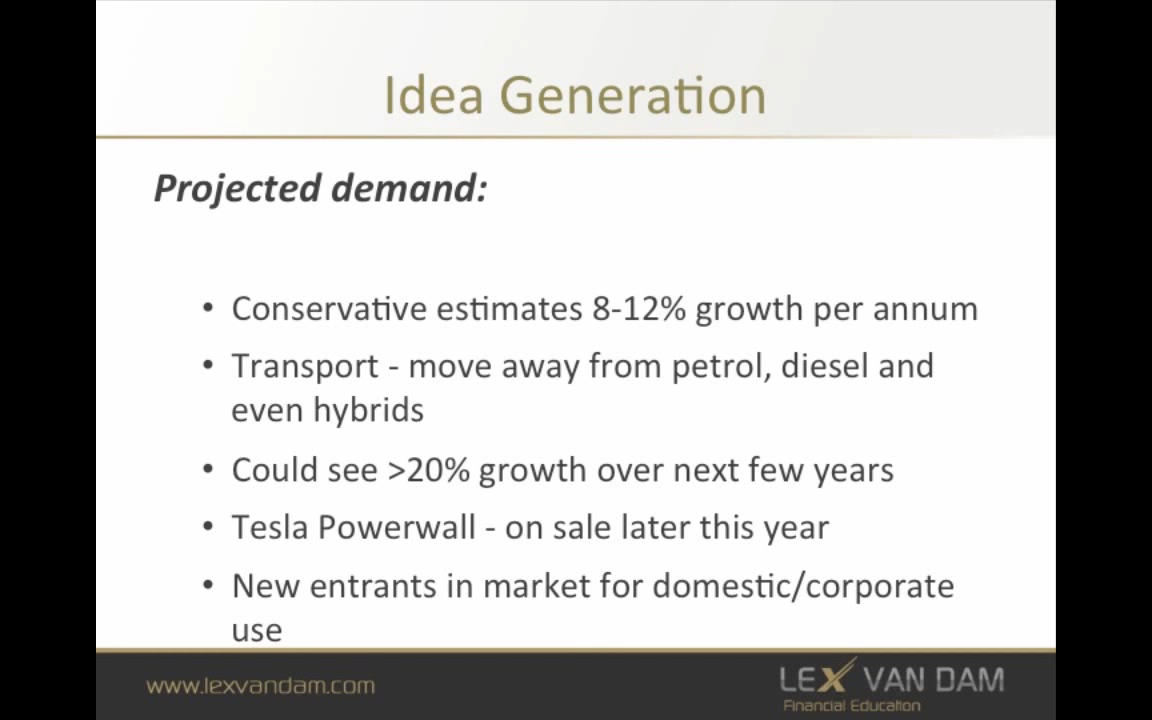 Idea Generation
Projected demand:
• Conservative estimates 8-12% growth per annum
• Transport - move away from petrol, diesel and
even hybrids
• Could see >20% growth over next few years
• Tesla Powerwall - on sale later this year
• New entrants in market for domestic/corporate
use
www.lexvandam.com
LEX VAN DAM
Financial Education